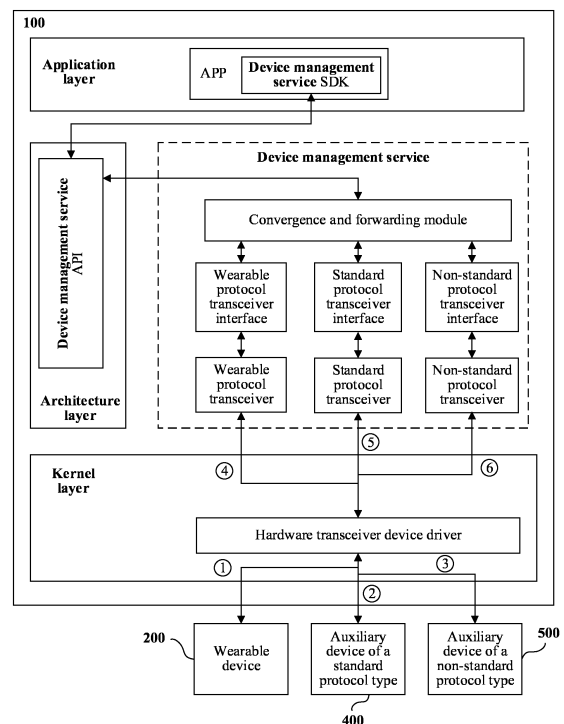 100
Application
layer
APP
Device management
service SDK
Device management service
API
Architecture
layer
Device management service
Convergence and forwarding module
Wearable
protocol
transceiver
interface
Standard
protocol
transceiver
interface
Non-standard
protocol
transceiver
interface
Wearable
protocol
transceiver
Standard
protocol
transceiver
Non-standard
protocol
transceiver
④
⑤
⑥
Kernel
layer
Hardware transceiver device driver
①
②
③
200
Wearable
device
Auxiliary
device of a
standard
protocol type
400
Auxiliary
device of a
non-standard
protocol type
500